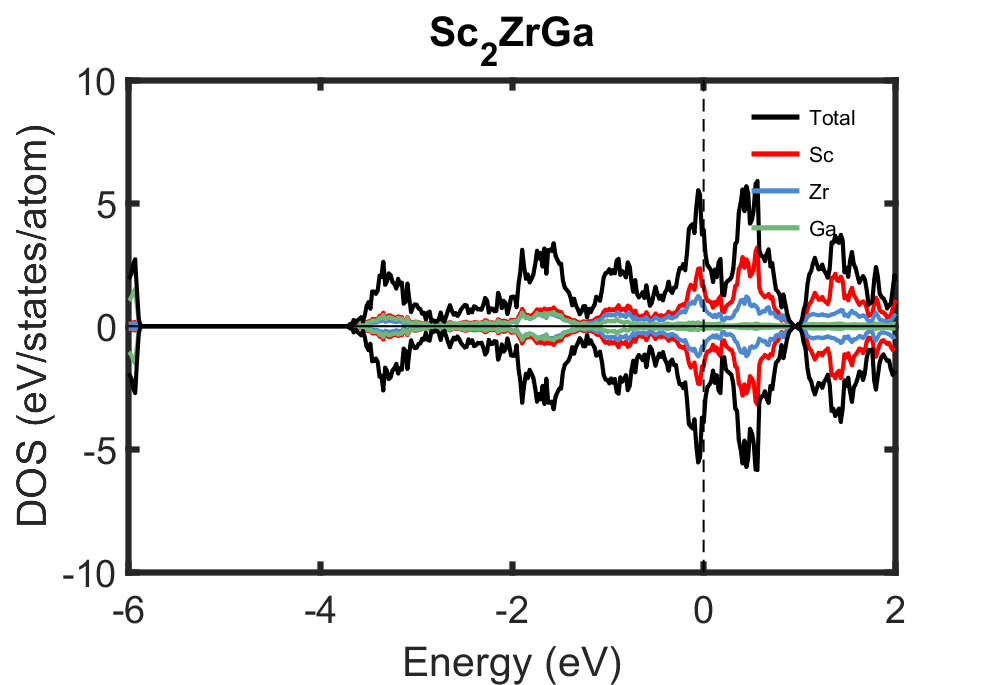 Sc2ZrGa
10
5
0
-5
-10
DOS (eV/states/atom)
Total
Sc
Zr
Ga
-6
-4
-2
0
2
Energy (eV)